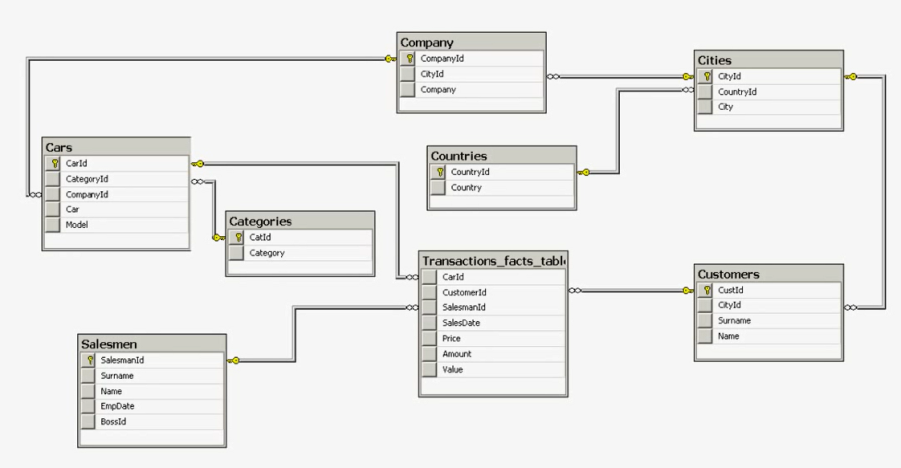 Company
CompanyId
CityId
Company
Cities
CityId
CountryId
City
Cars
CarId
CategoryId
CompanyId
Car
Model
Countries
CountryId
Country
Categories
CatId
Category
Transactions_facts_tabl
CarId
CustomerId
SalesmanId
SalesDate
Price
Amount
Value
Customers
CustId
CityId
Surname
Name
Salesmen
SalesmanId
Surname
Name
EmpDate
BossId